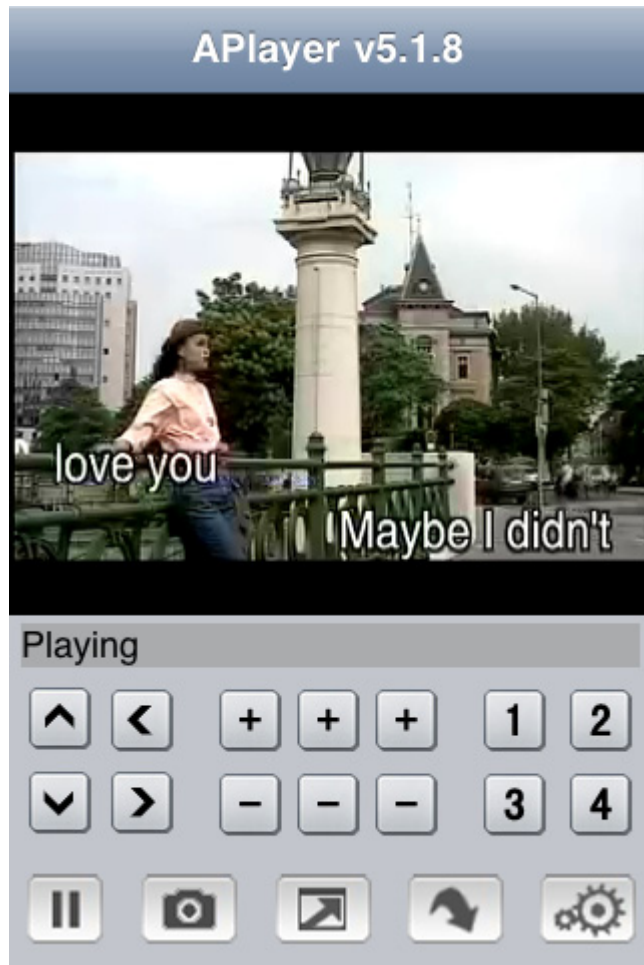 APlayer v5.1.8
love you
Maybe I didn't
Playing
+ + + 1 2
− − − 3 4